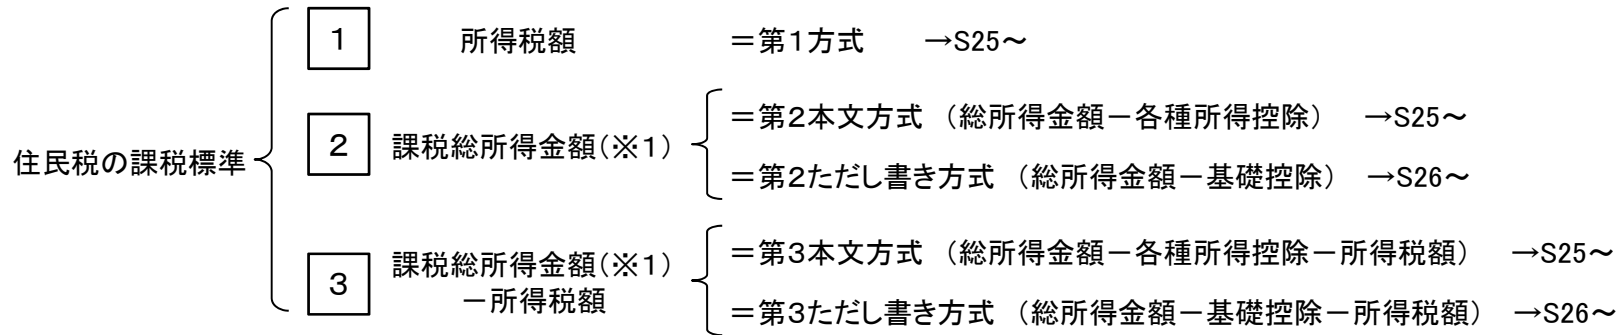 1 所得税額 =第1方式 →S25~
住民税の課税標準
2 課税総所得金額(※1)
=第2本文方式 (総所得金額-各種所得控除) →S25~
=第2ただし書き方式 (総所得金額-基礎控除) →S26~
3 課税総所得金額(※1)
-所得税額
=第3本文方式 (総所得金額-各種所得控除-所得税額) →S25~
=第3ただし書き方式 (総所得金額-基礎控除-所得税額) →S26~